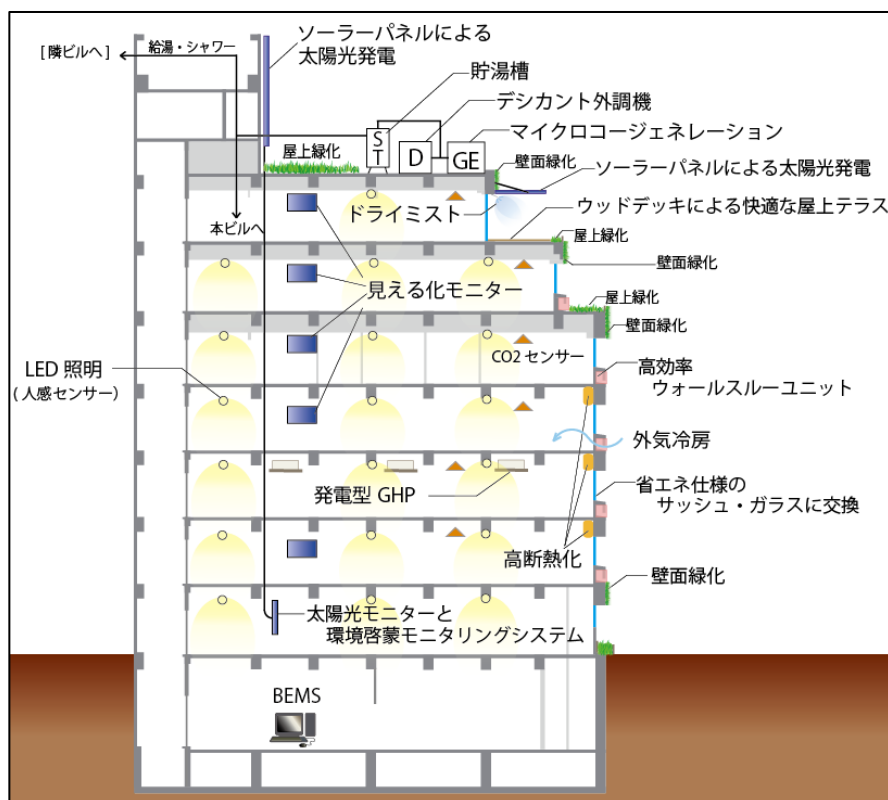 ソーラーパネルによる
太陽光発電
[ 隣ビルへ ]
給湯・シャワー
貯湯槽
デシカント外調機
マイクロコージェネレーション
S
T
D
GE
屋上緑化
壁面緑化
ソーラーパネルによる太陽光発電
ドライミスト
ウッドデッキによる快適な屋上テラス
本ビルへ
屋上緑化
壁面緑化
見える化モニター
屋上緑化
壁面緑化
CO2 センサー
LED 照明
( 人感センサー)
高効率
ウォールスルーユニット
外気冷房
発電型 GHP
省エネ仕様の
サッシュ・ガラスに交換
高断熱化
壁面緑化
太陽光モニターと
環境啓蒙モニタリングシステム
BEMS